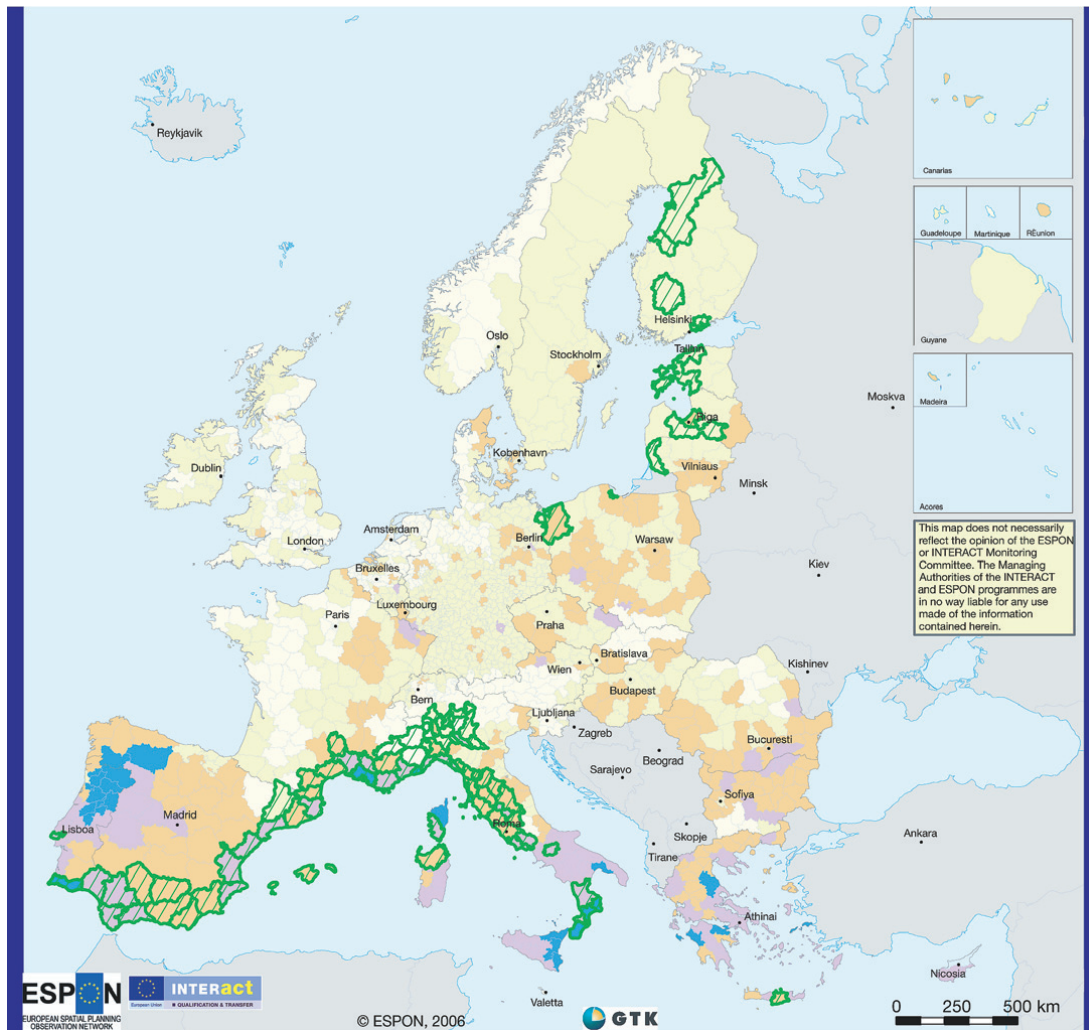 Reykjavik
Canarias
Guadeloupe
Martinique
RÉunion
Guyane
Madeira
Acores
Oslo
Stockholm
Helsinki
Tallinn
Riga
Moskva
Dublin
Kobenhavn
Vilniaus
Minsk
London
Amsterdam
Berlin
Warsaw
Bruxelles
Kiev
This map does not necessarily
reflect the opinion of the ESPON
or INTERACT Monitoring
Committee. The Managing
Authorities of the INTERACT
and ESPON programmes are
in no way liable for any use
made of the information
contained herein.
Paris
Luxembourg
Praha
Wien
Bratislava
Kishinev
Budapest
Bern
Ljubljana
Zagreb
Bucuresti
Beograd
Sarajevo
Sofiya
Madrid
Lisboa
Roma
Skopje
Tirane
Ankara
Athinai
Nicosia
Valetta
ESPON
EUROPEAN SPATIAL PLANNING
OBSERVATION NETWORK
INTERact
European Union
QUALIFICATION & TRANSFER
© ESPON, 2006
GTK
0 250 500 km